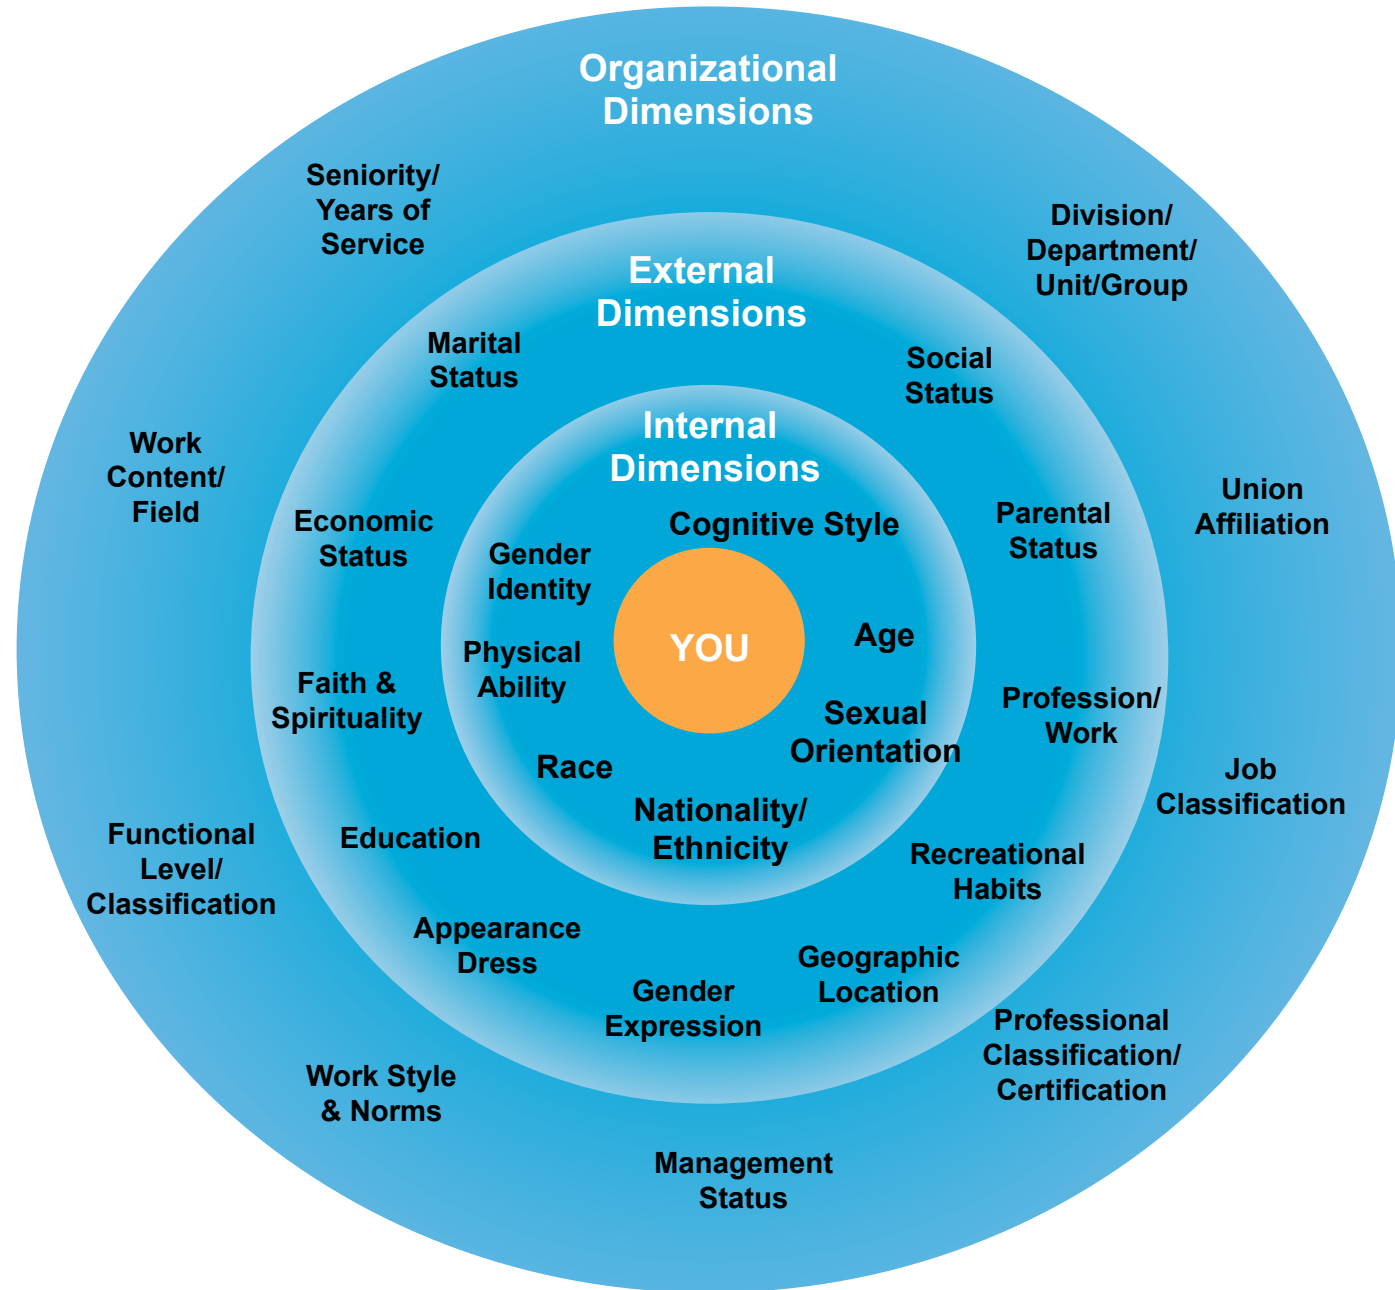 Organizational
Dimensions
Seniority/
Years of
Service
Division/
Department/
Unit/Group
External
Dimensions
Marital
Status
Social
Status
Internal
Dimensions
Work
Content/
Field
Union
Affiliation
Economic
Status
Parental
Status
Cognitive Style
Gender
Identity
YOU
Age
Physical
Ability
Faith &
Spirituality
Profession/
Work
Sexual
Orientation
Race
Job
Classification
Nationality/
Ethnicity
Functional
Level/
Classification
Education
Recreational
Habits
Appearance
Dress
Geographic
Location
Gender
Expression
Professional
Classification/
Certification
Work Style
& Norms
Management
Status